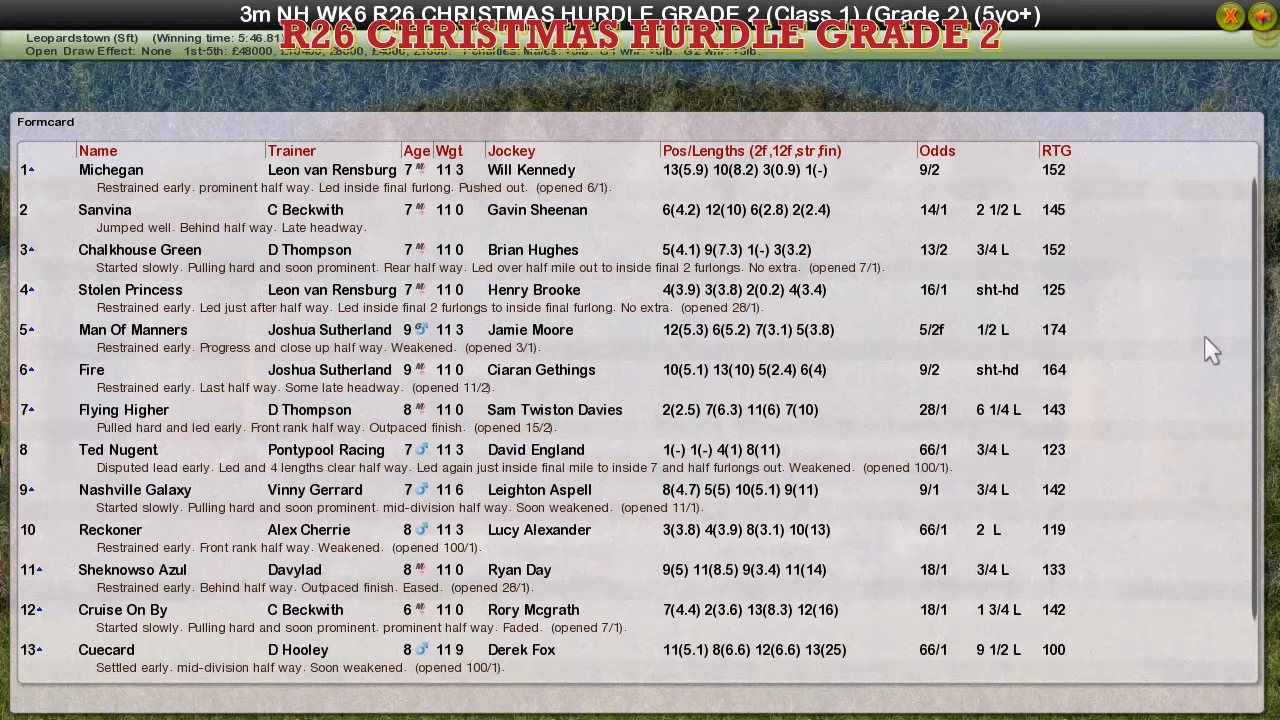 3m NH WK6 R26 CHRISTMAS HURDLE GRADE 2 (Class 1) (Grade 2) (5yo+)
R26 CHRISTMAS HURDLE GRADE 2
Leopardstown (Sft) (Winning time: 5:46.81
Open Draw Effect: None 1st-5th: £48000,
Formcard
Name Trainer Age Wgt Jockey Pos/Lengths (2f,12f,str,fin) Odds RTG
1 Michegan Leon van Rensburg 7 11 3 Will Kennedy 13(5.9) 10(8.2) 3(0.9) 1(-) 9/2 152
Restrained early. prominent half way. Led inside final furlong. Pushed out. (opened 6/1).
2 Sanvina C Beckwith 7 11 0 Gavin Sheenan 6(4.2) 12(10) 6(2.8) 2(2.4) 14/1 2 1/2 L 145
Jumped well. Behind half way. Late headway.
3 Chalkhouse Green D Thompson 7 11 0 Brian Hughes 5(4.1) 9(7.3) 1(-) 3(3.2) 13/2 3/4 L 152
Started slowly. Pulling hard and soon prominent. Rear half way. Led over half mile out to inside final 2 furlongs. No extra. (opened 7/1).
4 Stolen Princess Leon van Rensburg 7 11 0 Henry Brooke 4(3.9) 3(3.8) 2(0.2) 4(3.4) 16/1 sht-hd 125
Restrained early. Led just after half way. Led inside final 2 furlongs to inside final furlong. No extra. (opened 28/1).
5 Man Of Manners Joshua Sutherland 9 11 3 Jamie Moore 12(5.3) 6(5.2) 7(3.1) 5(3.8) 5/2f 1/2 L 174
Restrained early. Progress and close up half way. Weakened. (opened 3/1).
6 Fire Joshua Sutherland 9 11 0 Ciaran Gethings 10(5.1) 13(10) 5(2.4) 6(4) 9/2 sht-hd 164
Restrained early. Last half way. Some late headway. (opened 11/2).
7 Flying Higher D Thompson 8 11 0 Sam Twiston Davies 2(2.5) 7(6.3) 11(6) 7(10) 28/1 6 1/4 L 143
Pulled hard and led early. Front rank half way. Outpaced finish. (opened 15/2).
8 Ted Nugent Pontypool Racing 7 11 3 David England 1(-) 1(-) 4(1) 8(11) 66/1 3/4 L 123
Disputed lead early. Led and 4 lengths clear half way. Led again just inside final mile to inside 7 and half furlongs out. Weakened. (opened 100/1).
9 Nashville Galaxy Vinny Gerrard 7 11 6 Leighton Aspell 8(4.7) 5(5) 10(5.1) 9(11) 9/1 3/4 L 142
Started slowly. Pulling hard and soon prominent. mid-division half way. Soon weakened. (opened 11/1).
10 Reckoner Alex Cherrie 8 11 3 Lucy Alexander 3(3.8) 4(3.9) 8(3.1) 10(13) 66/1 2 L 119
Restrained early. Front rank half way. Weakened. (opened 100/1).
11 Sheknowso Azul Davylad 8 11 0 Ryan Day 9(5) 11(8.5) 9(3.4) 11(14) 18/1 3/4 L 133
Restrained early. Behind half way. Outpaced finish. Eased. (opened 28/1).
12 Cruise On By C Beckwith 6 11 0 Rory Mcgrath 7(4.4) 2(3.6) 13(8.3) 12(16) 18/1 1 3/4 L 142
Started slowly. Pulling hard and soon prominent. prominent half way. Faded. (opened 7/1).
13 Cuecard D Hooley 8 11 9 Derek Fox 11(5.1) 8(6.6) 12(6.6) 13(25) 66/1 9 1/2 L 100
Settled early. mid-division half way. Soon weakened. (opened 100/1).